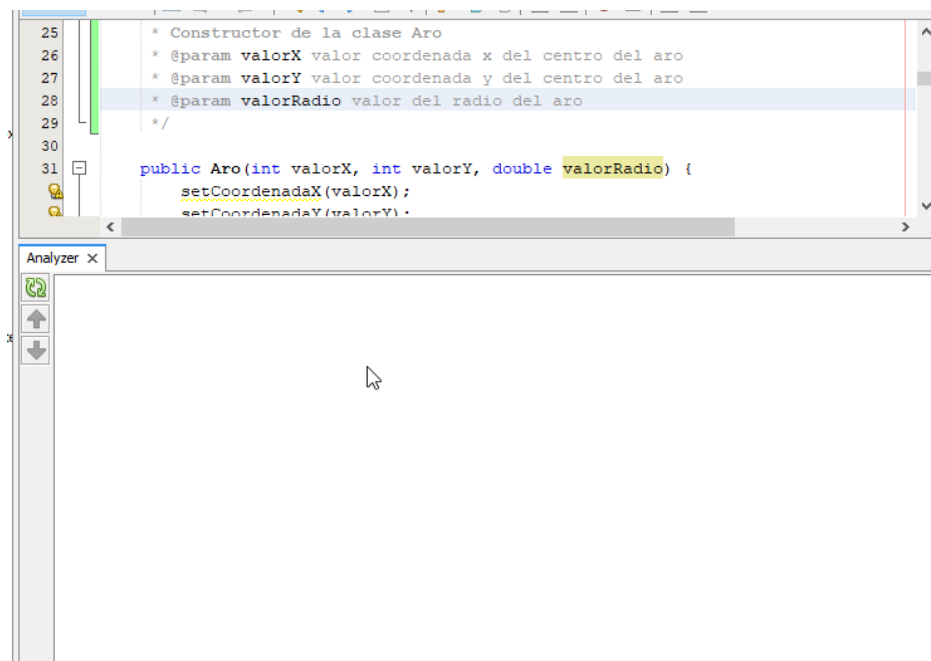 25 * Constructor de la clase Aro
26 * @param valorX valor coordenada x del centro del aro
27 * @param valorY valor coordenada y del centro del aro
28 * @param valorRadio valor del radio del aro
29 */
30
31 public Aro(int valorX, int valorY, double valorRadio) {
setCoordenadaX(valorX);
setCoordenadaY(valorY);
Analyzer